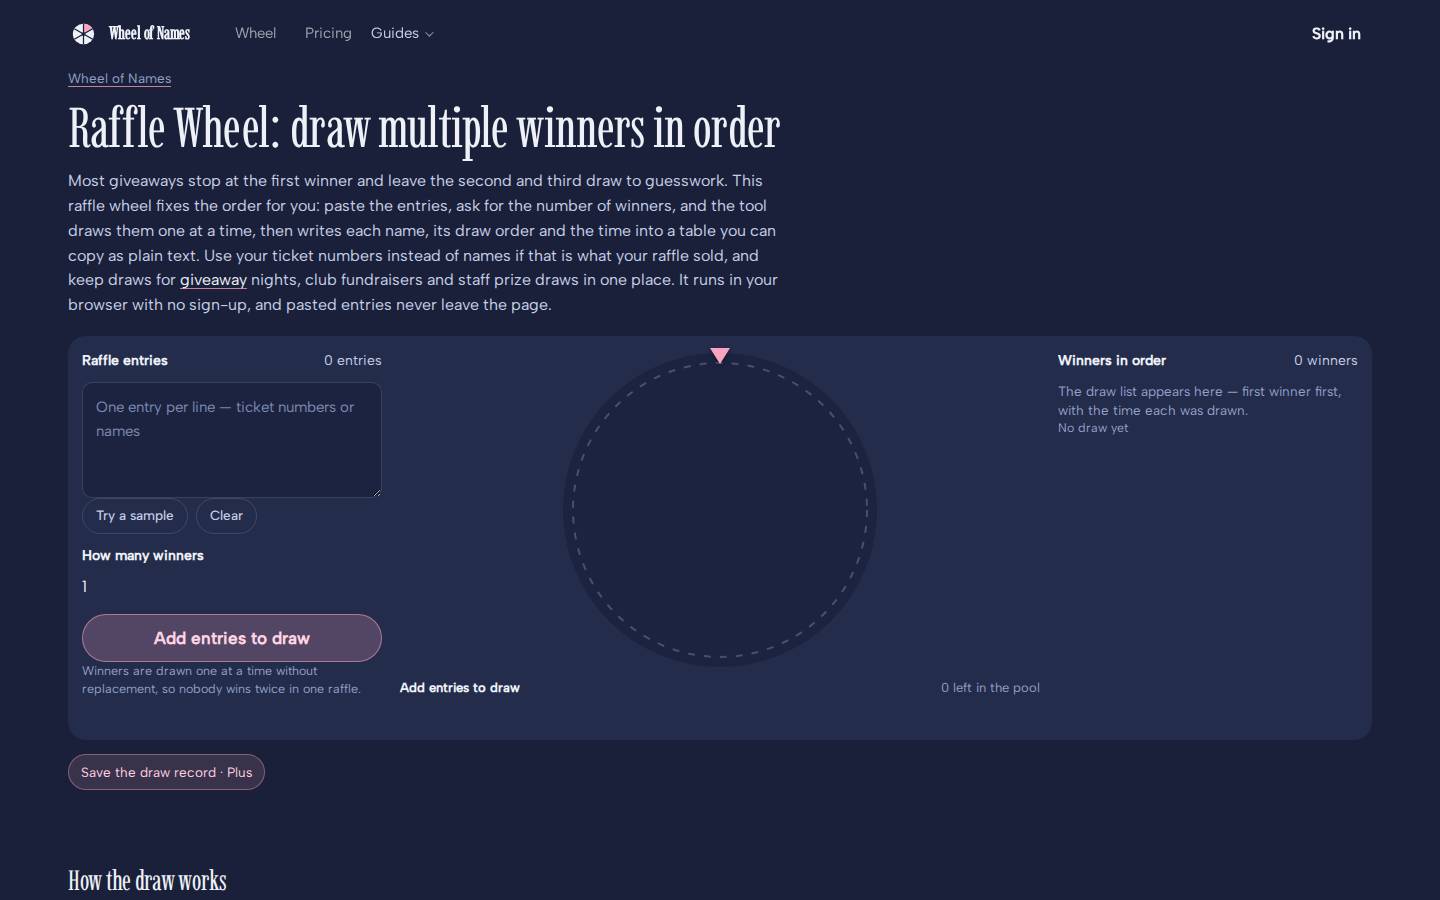 Wheel of Names
Wheel
Pricing
Guides
Sign in
Wheel of Names
Raffle Wheel: draw multiple winners in order
Most giveaways stop at the first winner and leave the second and third draw to guesswork. This
raffle wheel fixes the order for you: paste the entries, ask for the number of winners, and the tool
draws them one at a time, then writes each name, its draw order and the time into a table you can
copy as plain text. Use your ticket numbers instead of names if that is what your raffle sold, and
keep draws for giveaway nights, club fundraisers and staff prize draws in one place. It runs in your
browser with no sign-up, and pasted entries never leave the page.
Raffle entries
0 entries
One entry per line — ticket numbers or
names
Try a sample
Clear
How many winners
1
Add entries to draw
Winners are drawn one at a time without
replacement, so nobody wins twice in one raffle.
Add entries to draw
0 left in the pool
Winners in order
0 winners
The draw list appears here — first winner first,
with the time each was drawn.
No draw yet
Save the draw record · Plus
How the draw works